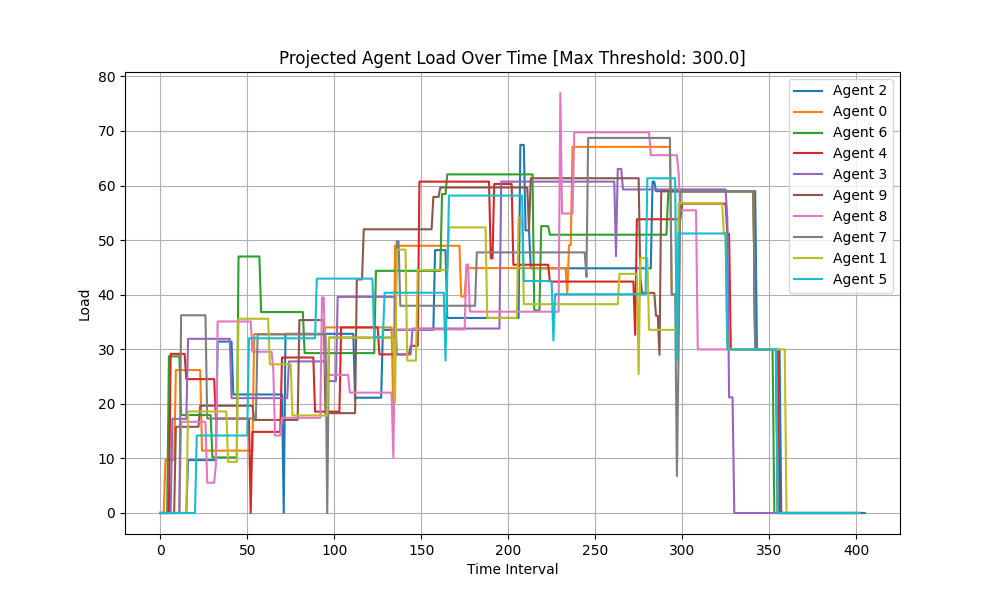 Projected Agent Load Over Time [Max Threshold: 300.0]
80
70
60
50
40
30
20
10
0
Load
0 50 100 150 200 250 300 350 400
Time Interval
Agent 2
Agent 0
Agent 6
Agent 4
Agent 3
Agent 9
Agent 8
Agent 7
Agent 1
Agent 5